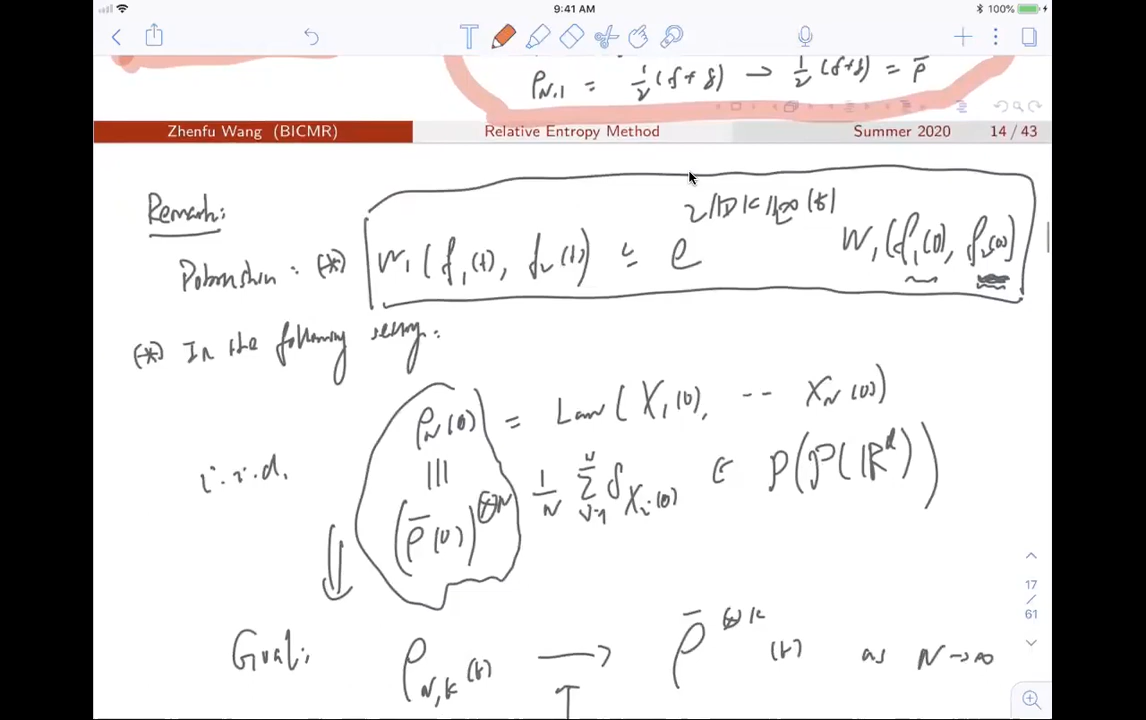 9:41 AM
100%
T
ρ_{N,1} = 1/2 (δ + δ) → 1/2 (δ+δ) = ρ̄
Zhenfu Wang (BICMR) Relative Entropy Method Summer 2020 14 / 43
Remark:
: (*) W_1(f_1(t), f_2(t)) ≤ e^{2||DK||_{L^∞}|t|} W_1(f_1(0), f_2(0))
(*) In the following setting:
ρ_N(0) = Law(X_1(0), -- X_N(0))
i.i.d. ||| 1/N Σ_{i=1}^N δ_{X_i(0)} ∈ P(P(ℝ^d))
(ρ̄(0))^{⊗N}
⇓
17
/
61
Goal: ρ_{N,k}(t) → ρ̄^{⊗k}(t) as N→∞